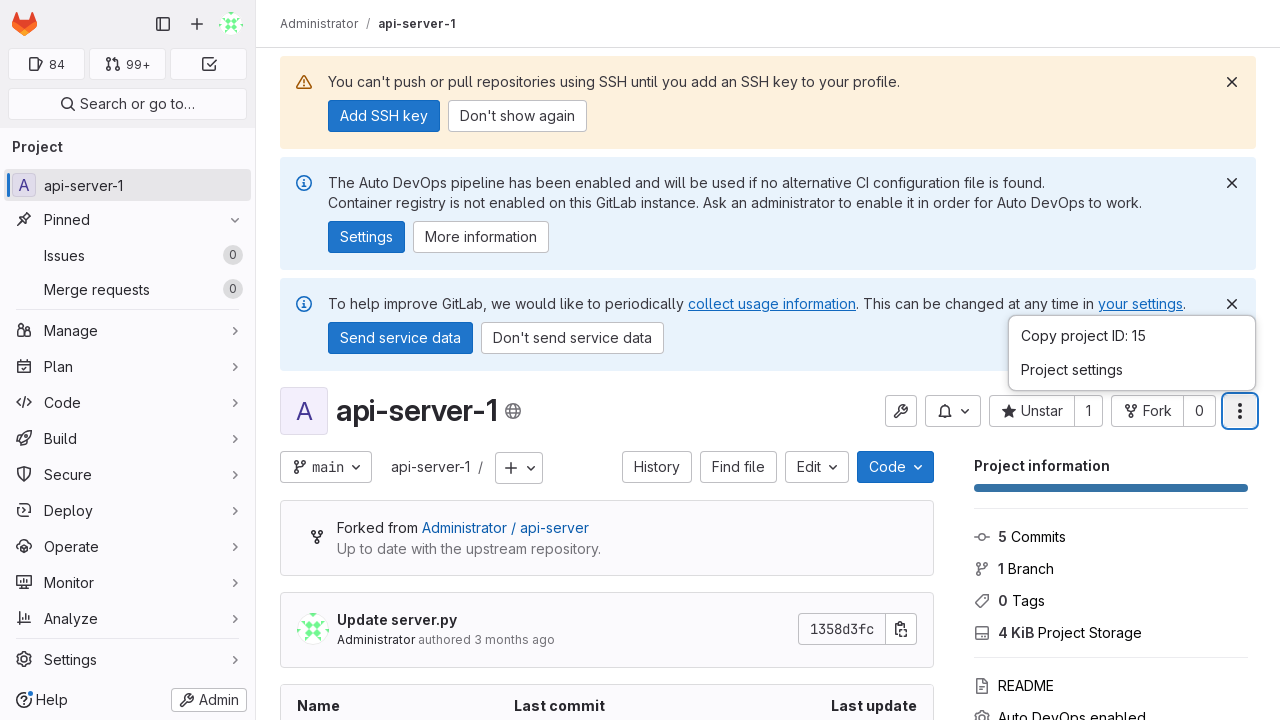 Administrator / api-server-1
84
99+
Search or go to…
Project
A api-server-1
Pinned
Issues 0
Merge requests 0
Manage
Plan
Code
Build
Secure
Deploy
Operate
Monitor
Analyze
Settings
Help
Admin
You can't push or pull repositories using SSH until you add an SSH key to your profile.
Add SSH key Don't show again
The Auto DevOps pipeline has been enabled and will be used if no alternative CI configuration file is found.
Container registry is not enabled on this GitLab instance. Ask an administrator to enable it in order for Auto DevOps to work.
Settings More information
To help improve GitLab, we would like to periodically collect usage information. This can be changed at any time in your settings.
Send service data Don't send service data
Copy project ID: 15
Project settings
A api-server-1
Unstar 1 Fork 0
main api-server-1 / History Find file Edit Code
Forked from Administrator / api-server
Up to date with the upstream repository.
Update server.py
Administrator authored 3 months ago
1358d3fc
Name Last commit Last update
Project information
5 Commits
1 Branch
0 Tags
4 KiB Project Storage
README
Auto DevOps enabled